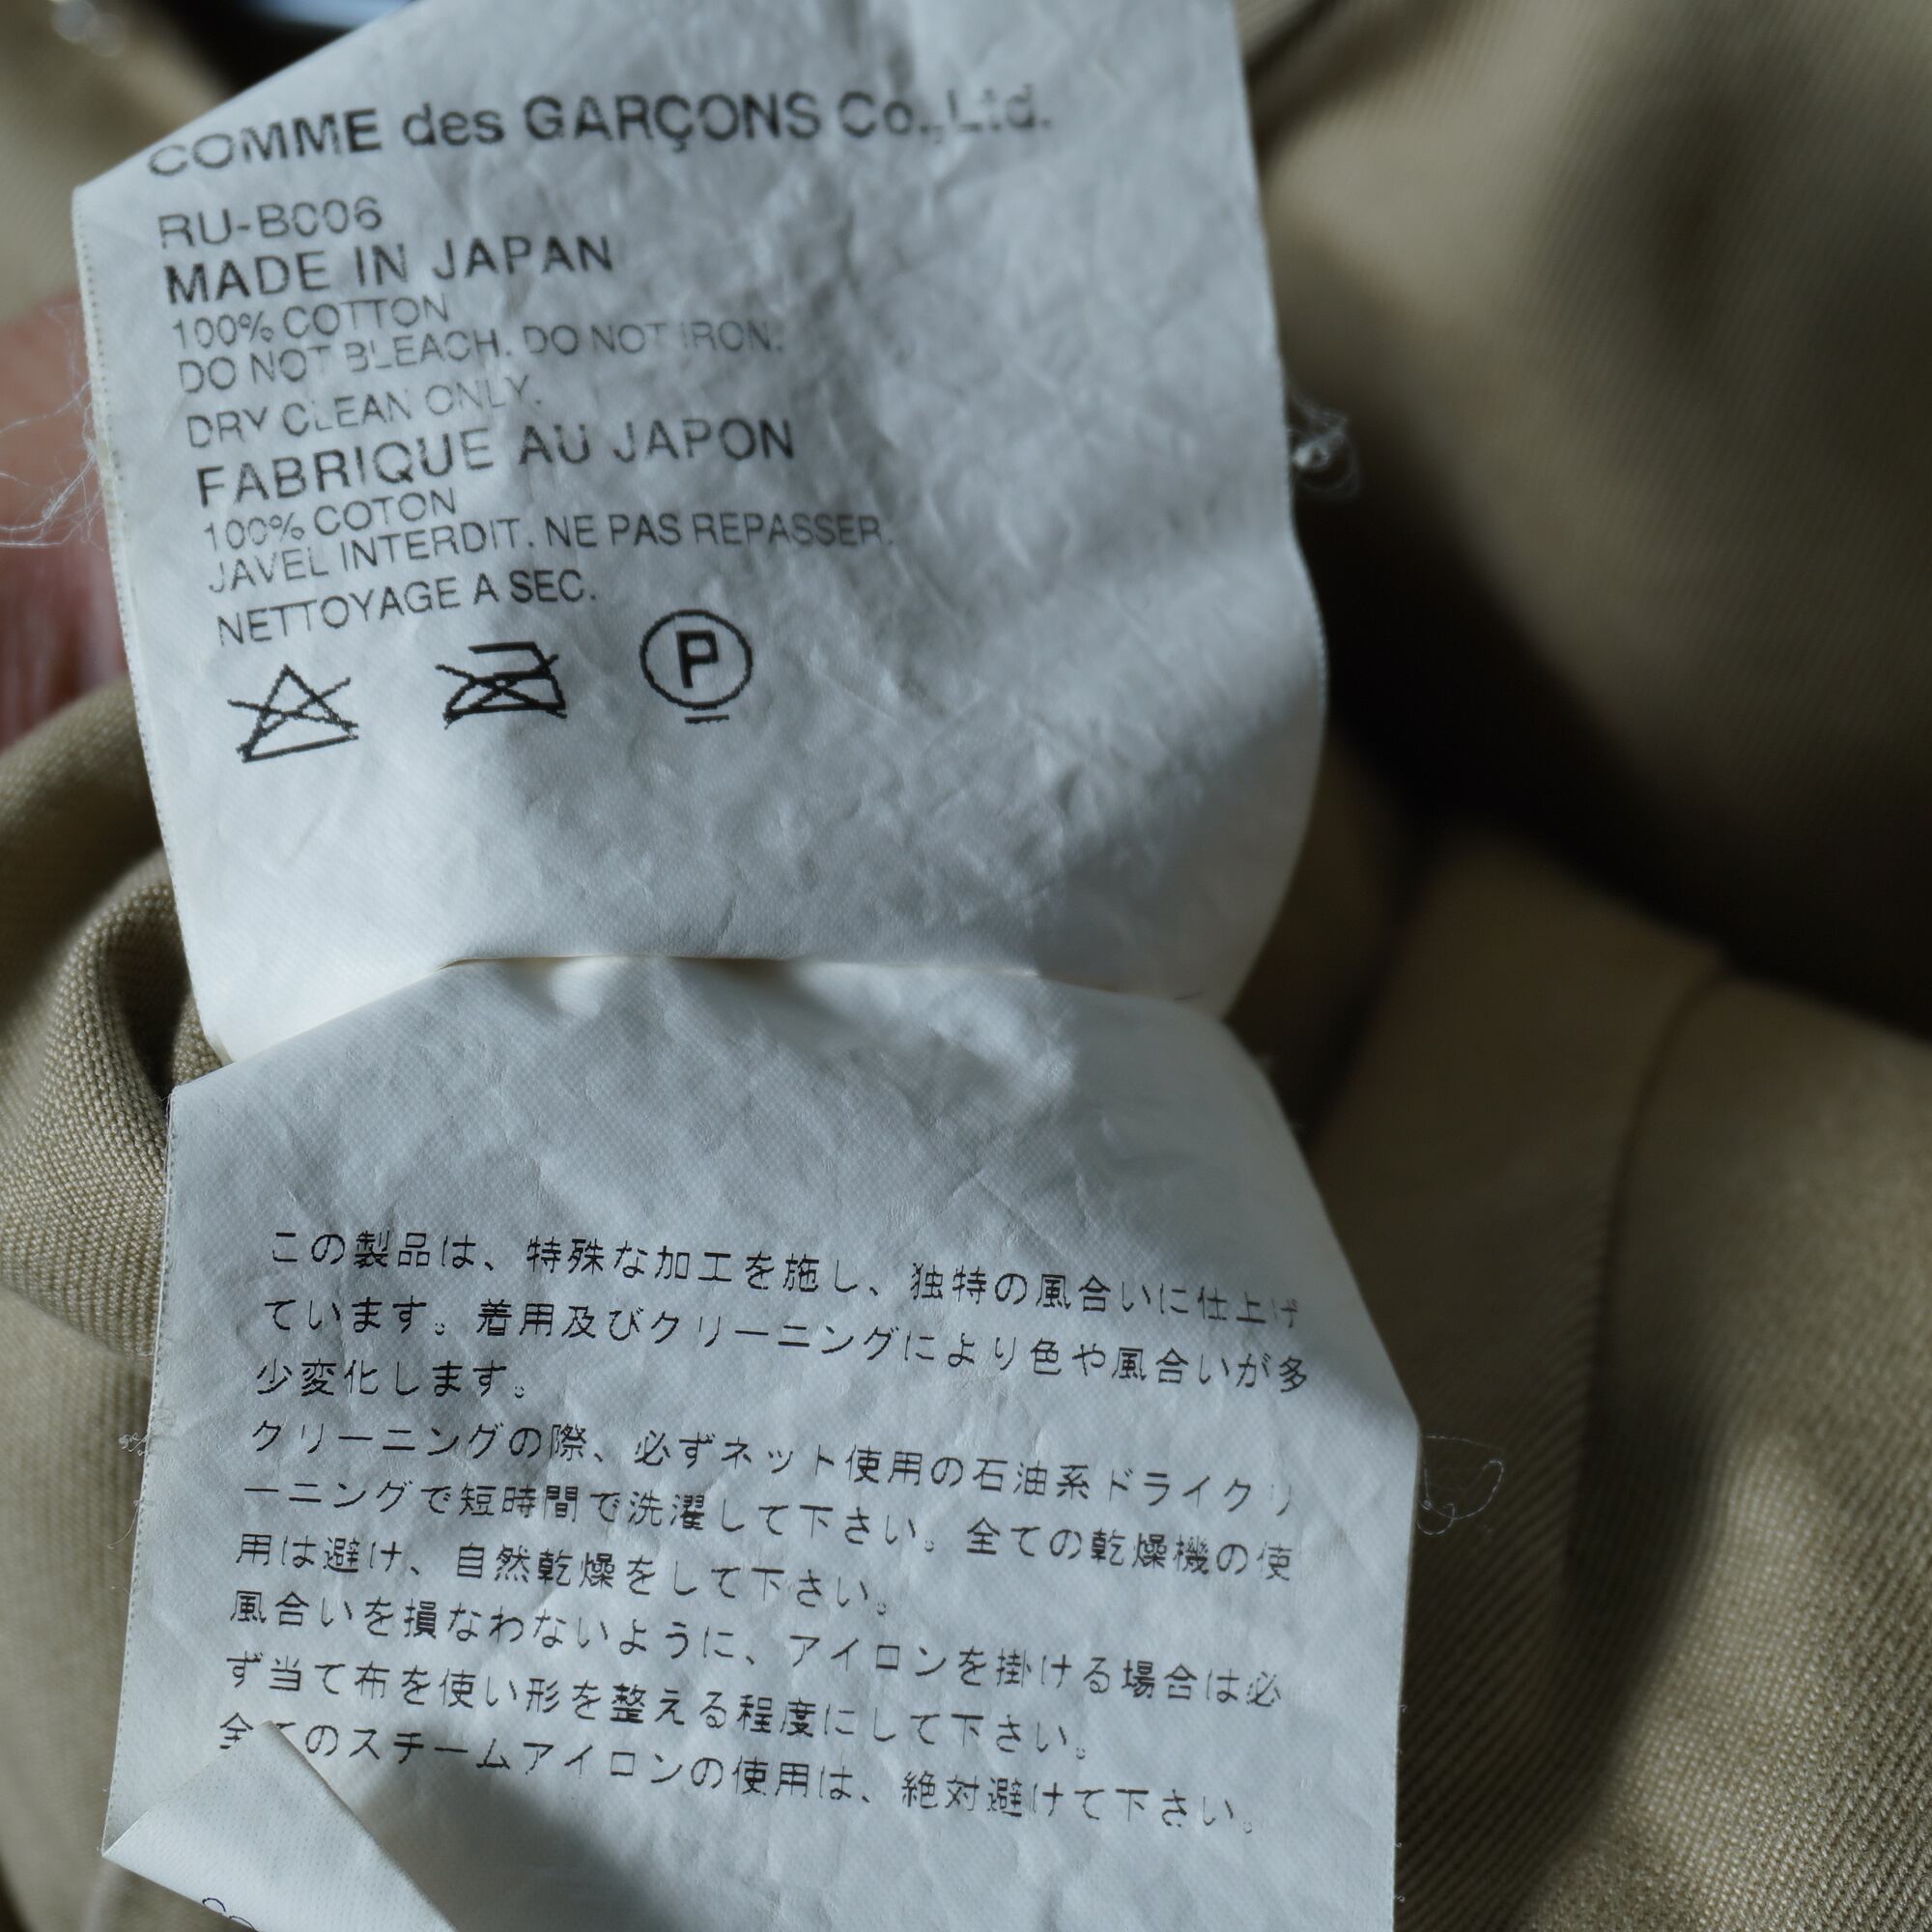 COMME des GARÇONS Co.,Ltd.
RU-B006
MADE IN JAPAN
100% COTTON
DO NOT BLEACH. DO NOT IRON.
DRY CLEAN ONLY.
FABRIQUE AU JAPON
100% COTON
JAVEL INTERDIT. NE PAS REPASSER.
NETTOYAGE A SEC.
P
この製品は、特殊な加工を施し、独特の風合いに仕上げ
ています。着用及びクリーニングにより色や風合いが多
少変化します。
クリーニングの際、必ずネット使用の石油系ドライクリ
ーニングで短時間で洗濯して下さい。全ての乾燥機の使
用は避け、自然乾燥をして下さい。
風合いを損なわないように、アイロンを掛ける場合は必
ず当て布を使い形を整える程度にして下さい。
全てのスチームアイロンの使用は、絶対避けて下さい。